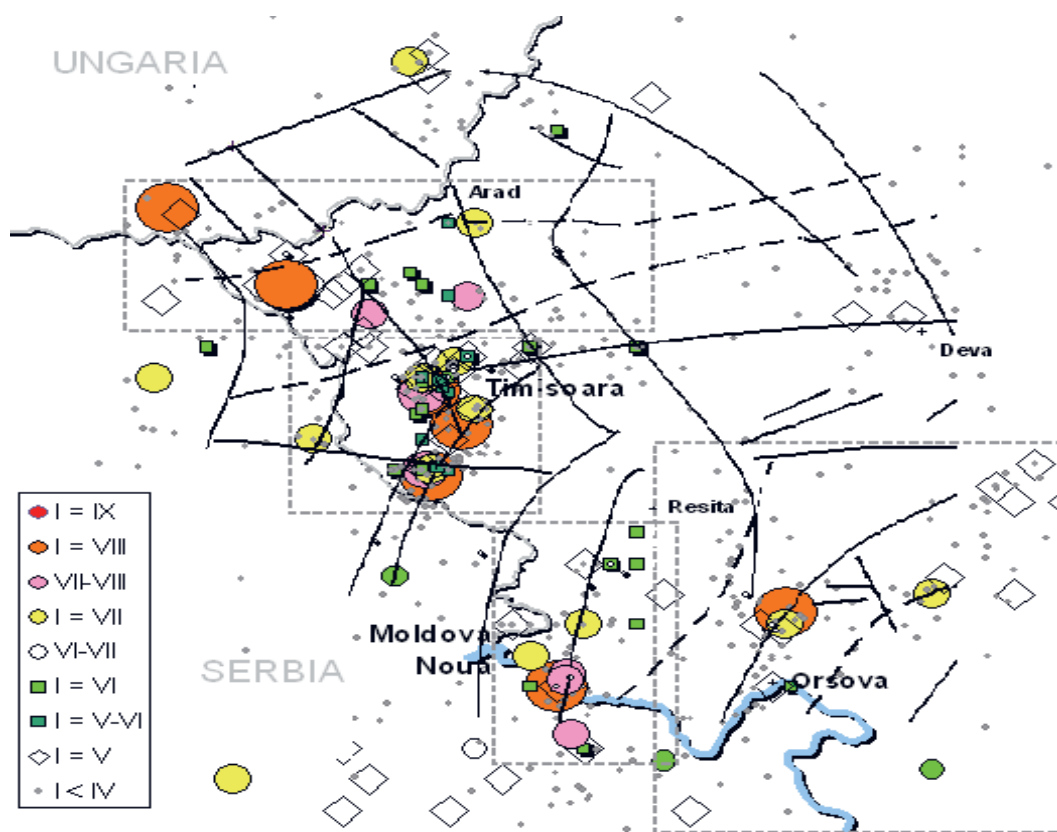 UNGARIA
Arad
Deva
Timisoara
Resita
Moldova
Noua
SERBIA
Orsova
I = IX
I = VIII
VII-VIII
I = VII
VI-VII
I = VI
I = V-VI
I = V
I < IV